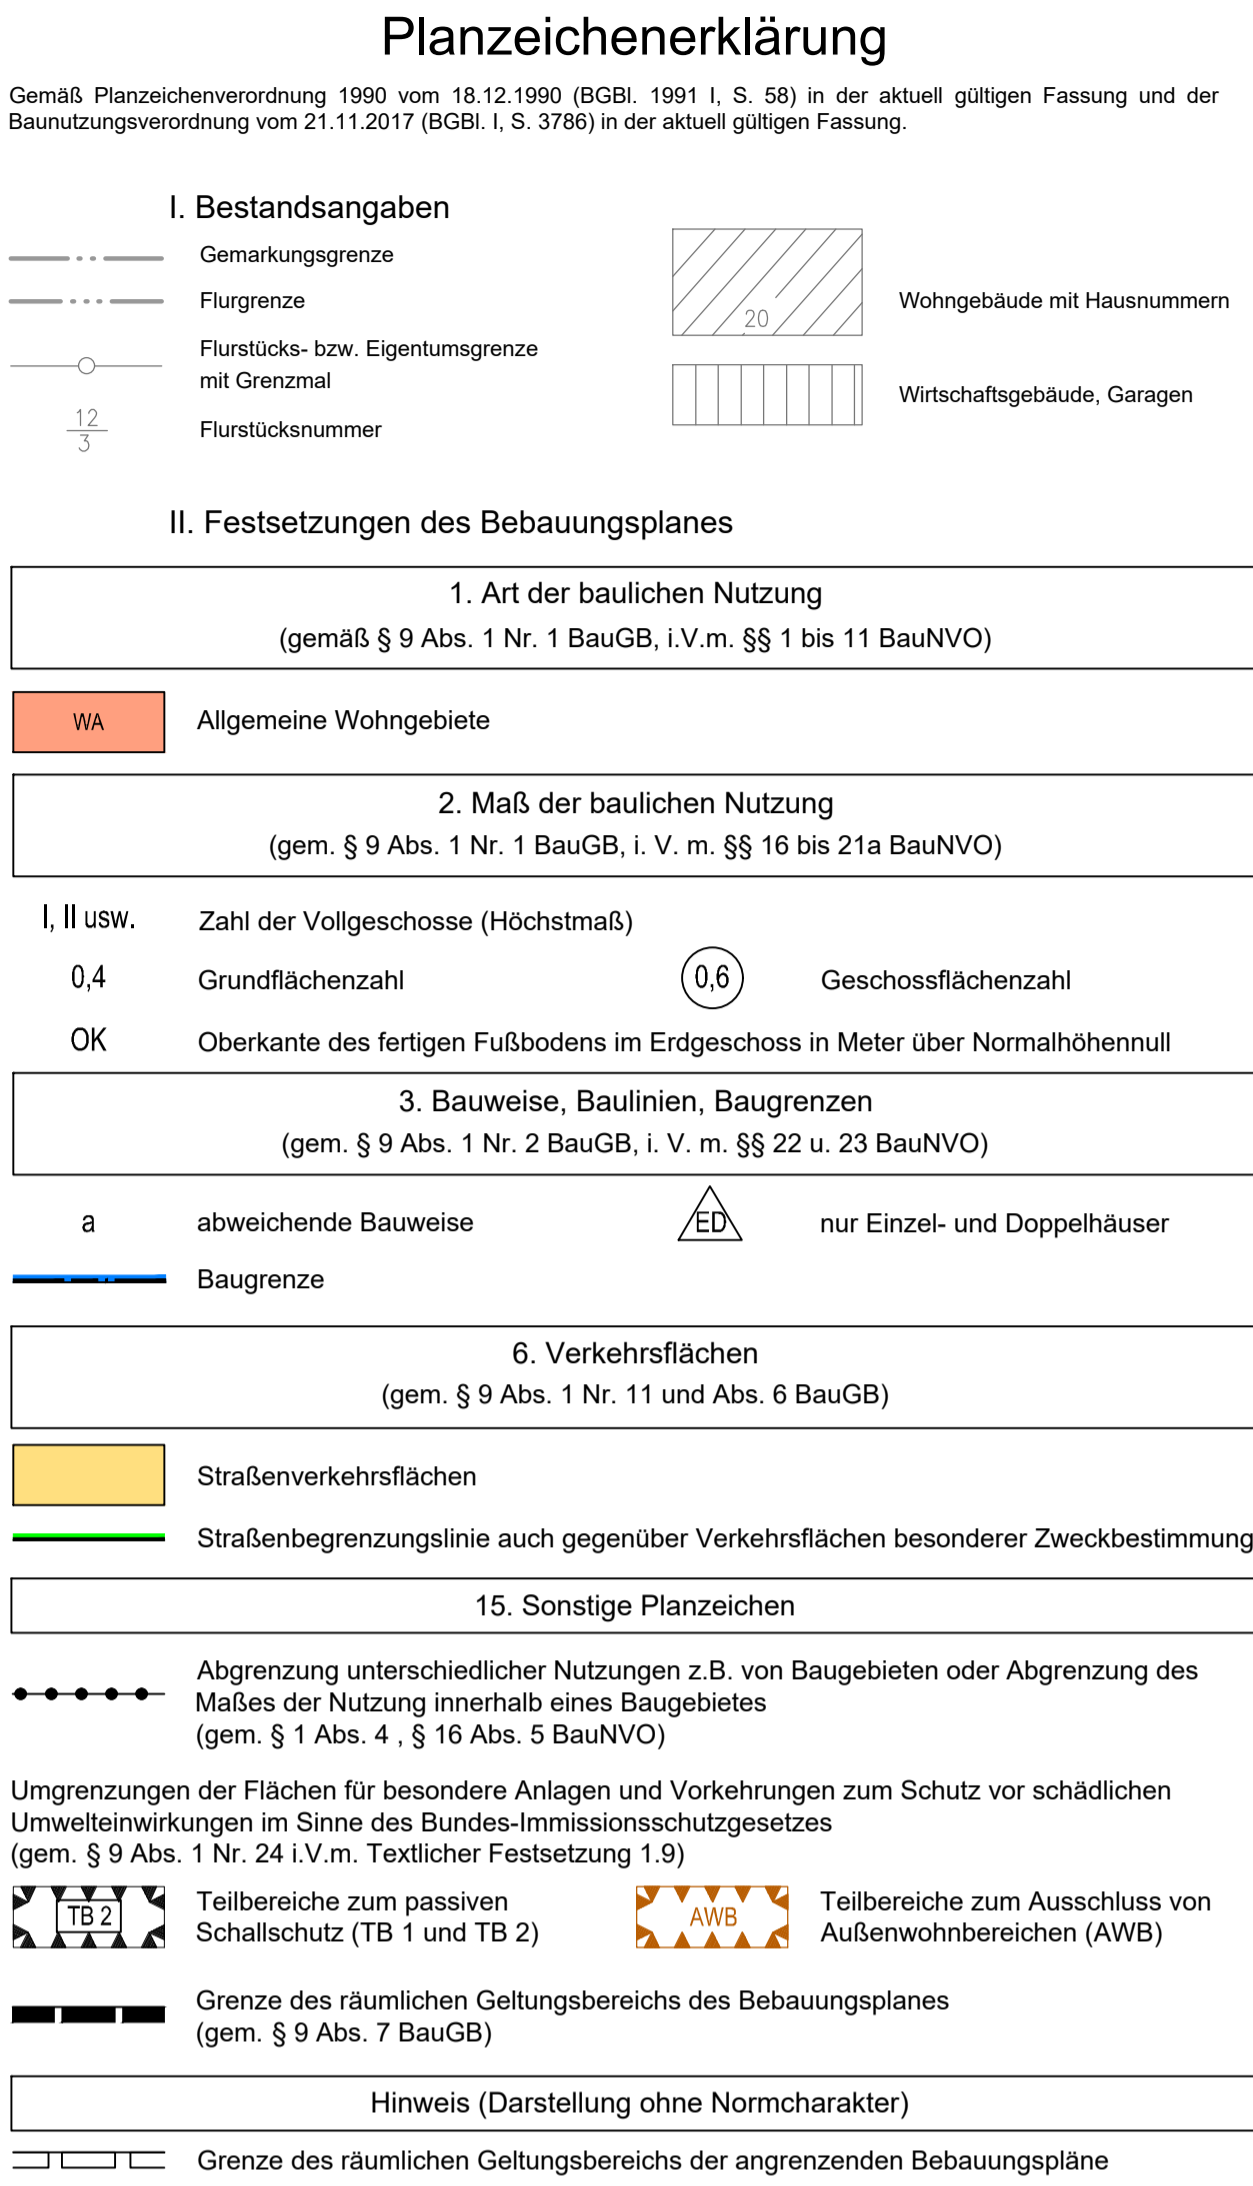 Planzeichenerklärung
Gemäß Planzeichenverordnung 1990 vom 18.12.1990 (BGBl. 1991 I, S. 58) in der aktuell gültigen Fassung und der
Baunutzungsverordnung vom 21.11.2017 (BGBl. I, S. 3786) in der aktuell gültigen Fassung.
I. Bestandsangaben
Gemarkungsgrenze
Flurgrenze
Flurstücks- bzw. Eigentumsgrenze
mit Grenzmal
12
3
Flurstücksnummer
20
Wohngebäude mit Hausnummern
Wirtschaftsgebäude, Garagen
II. Festsetzungen des Bebauungsplanes
1. Art der baulichen Nutzung
(gemäß § 9 Abs. 1 Nr. 1 BauGB, i.V.m. §§ 1 bis 11 BauNVO)
WA Allgemeine Wohngebiete
2. Maß der baulichen Nutzung
(gem. § 9 Abs. 1 Nr. 1 BauGB, i. V. m. §§ 16 bis 21a BauNVO)
I, II usw. Zahl der Vollgeschosse (Höchstmaß)
0,4 Grundflächenzahl 0,6 Geschossflächenzahl
OK Oberkante des fertigen Fußbodens im Erdgeschoss in Meter über Normalhöhennull
3. Bauweise, Baulinien, Baugrenzen
(gem. § 9 Abs. 1 Nr. 2 BauGB, i. V. m. §§ 22 u. 23 BauNVO)
a abweichende Bauweise ED nur Einzel- und Doppelhäuser
Baugrenze
6. Verkehrsflächen
(gem. § 9 Abs. 1 Nr. 11 und Abs. 6 BauGB)
Straßenverkehrsflächen
Straßenbegrenzungslinie auch gegenüber Verkehrsflächen besonderer Zweckbestimmung
15. Sonstige Planzeichen
Abgrenzung unterschiedlicher Nutzungen z.B. von Baugebieten oder Abgrenzung des
Maßes der Nutzung innerhalb eines Baugebietes
(gem. § 1 Abs. 4 , § 16 Abs. 5 BauNVO)
Umgrenzungen der Flächen für besondere Anlagen und Vorkehrungen zum Schutz vor schädlichen
Umwelteinwirkungen im Sinne des Bundes-Immissionsschutzgesetzes
(gem. § 9 Abs. 1 Nr. 24 i.V.m. Textlicher Festsetzung 1.9)
TB 2
Teilbereiche zum passiven
Schallschutz (TB 1 und TB 2)
AWB
Teilbereiche zum Ausschluss von
Außenwohnbereichen (AWB)
Grenze des räumlichen Geltungsbereichs des Bebauungsplanes
(gem. § 9 Abs. 7 BauGB)
Hinweis (Darstellung ohne Normcharakter)
Grenze des räumlichen Geltungsbereichs der angrenzenden Bebauungspläne